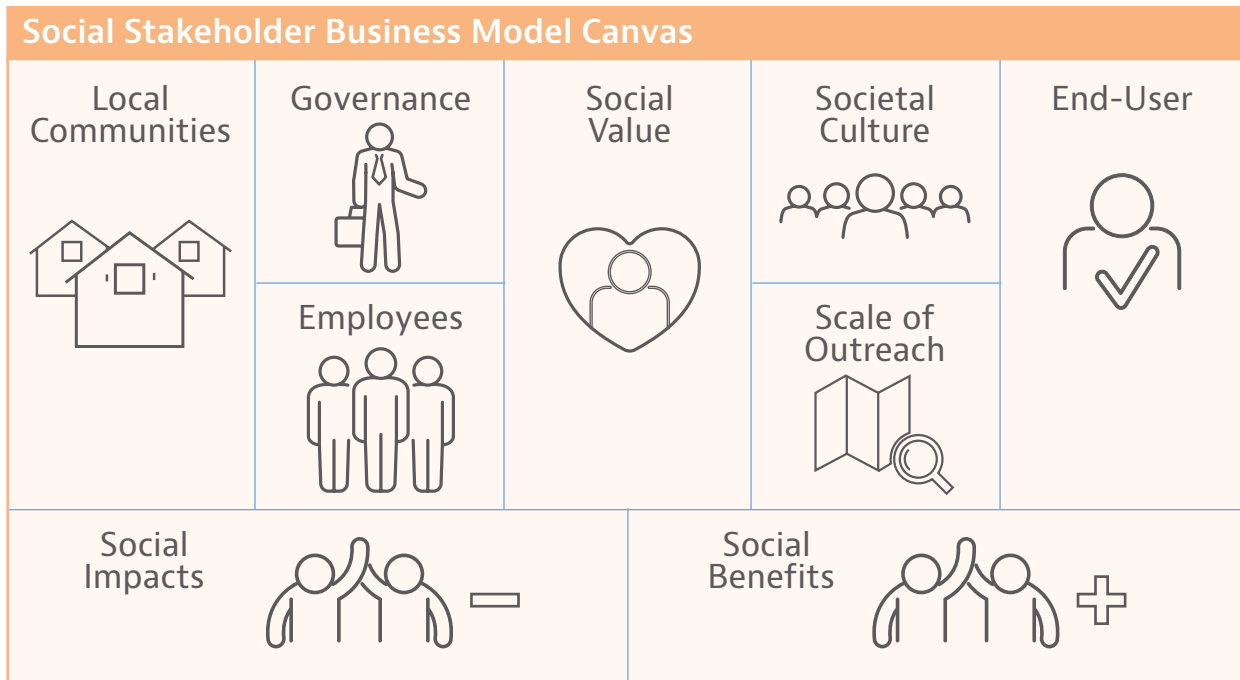 Social Stakeholder Business Model Canvas
Local
Communities
Governance
Employees
Social
Value
Societal
Culture
Scale of
Outreach
End-User
Social
Impacts
Social
Benefits